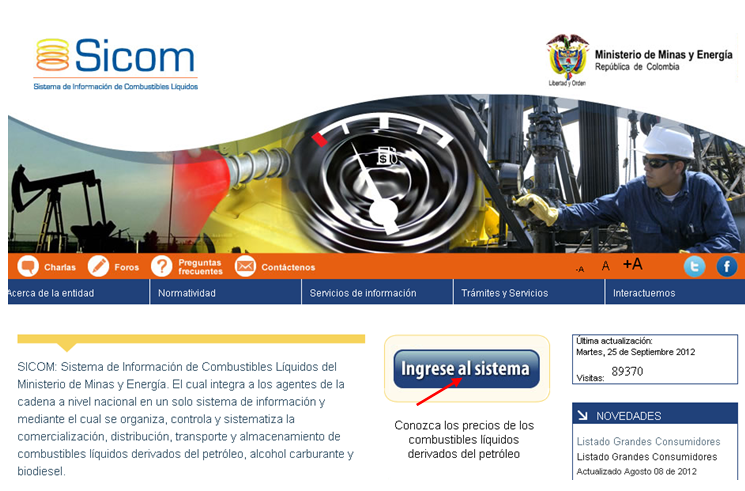 Sicom
Sistema de Información de Combustibles Líquidos
Libertad y Orden
Ministerio de Minas y Energía
República de Colombia
Charlas
Foros
Preguntas
frecuentes
Contáctenos
-A A +A
Acerca de la entidad
Normatividad
Servicios de información
Trámites y Servicios
Interactuemos
SICOM: Sistema de Información de Combustibles Líquidos del
Ministerio de Minas y Energía. El cual integra a los agentes de la
cadena a nivel nacional en un solo sistema de información y
mediante el cual se organiza, controla y sistematiza la
comercialización, distribución, transporte y almacenamiento de
combustibles líquidos derivados del petróleo, alcohol carburante y
biodiesel.
Ingrese al sistema
Conozca los precios de los
combustibles líquidos
derivados del petróleo
Última actualización:
Martes, 25 de Septiembre 2012
Visitas: 89370
NOVEDADES
Listado Grandes Consumidores
Listado Grandes Consumidores
Actualizado Agosto 08 de 2012